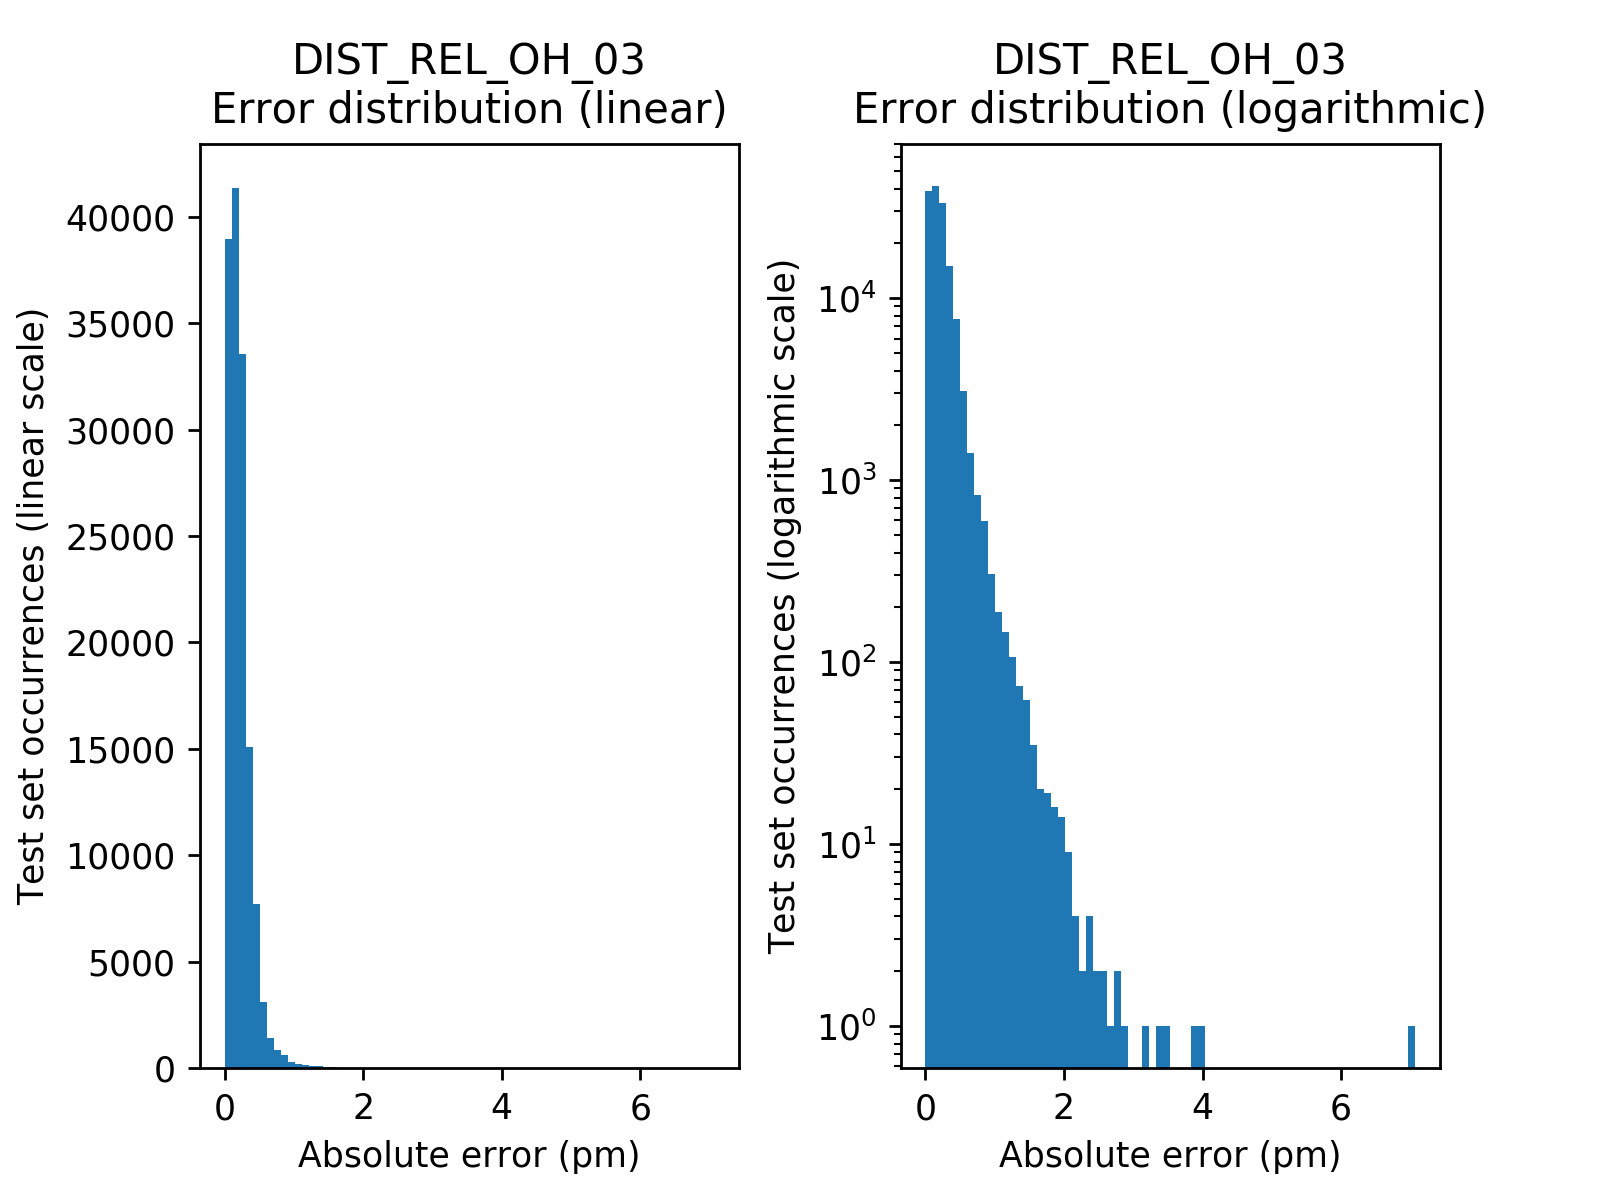 DIST_REL_OH_03
Error distribution (linear)
Test set occurrences (linear scale)
40000
35000
30000
25000
20000
15000
10000
5000
0
0 2 4 6
Absolute error (pm)
DIST_REL_OH_03
Error distribution (logarithmic)
Test set occurrences (logarithmic scale)
10⁴
10³
10²
10¹
10⁰
0 2 4 6
Absolute error (pm)